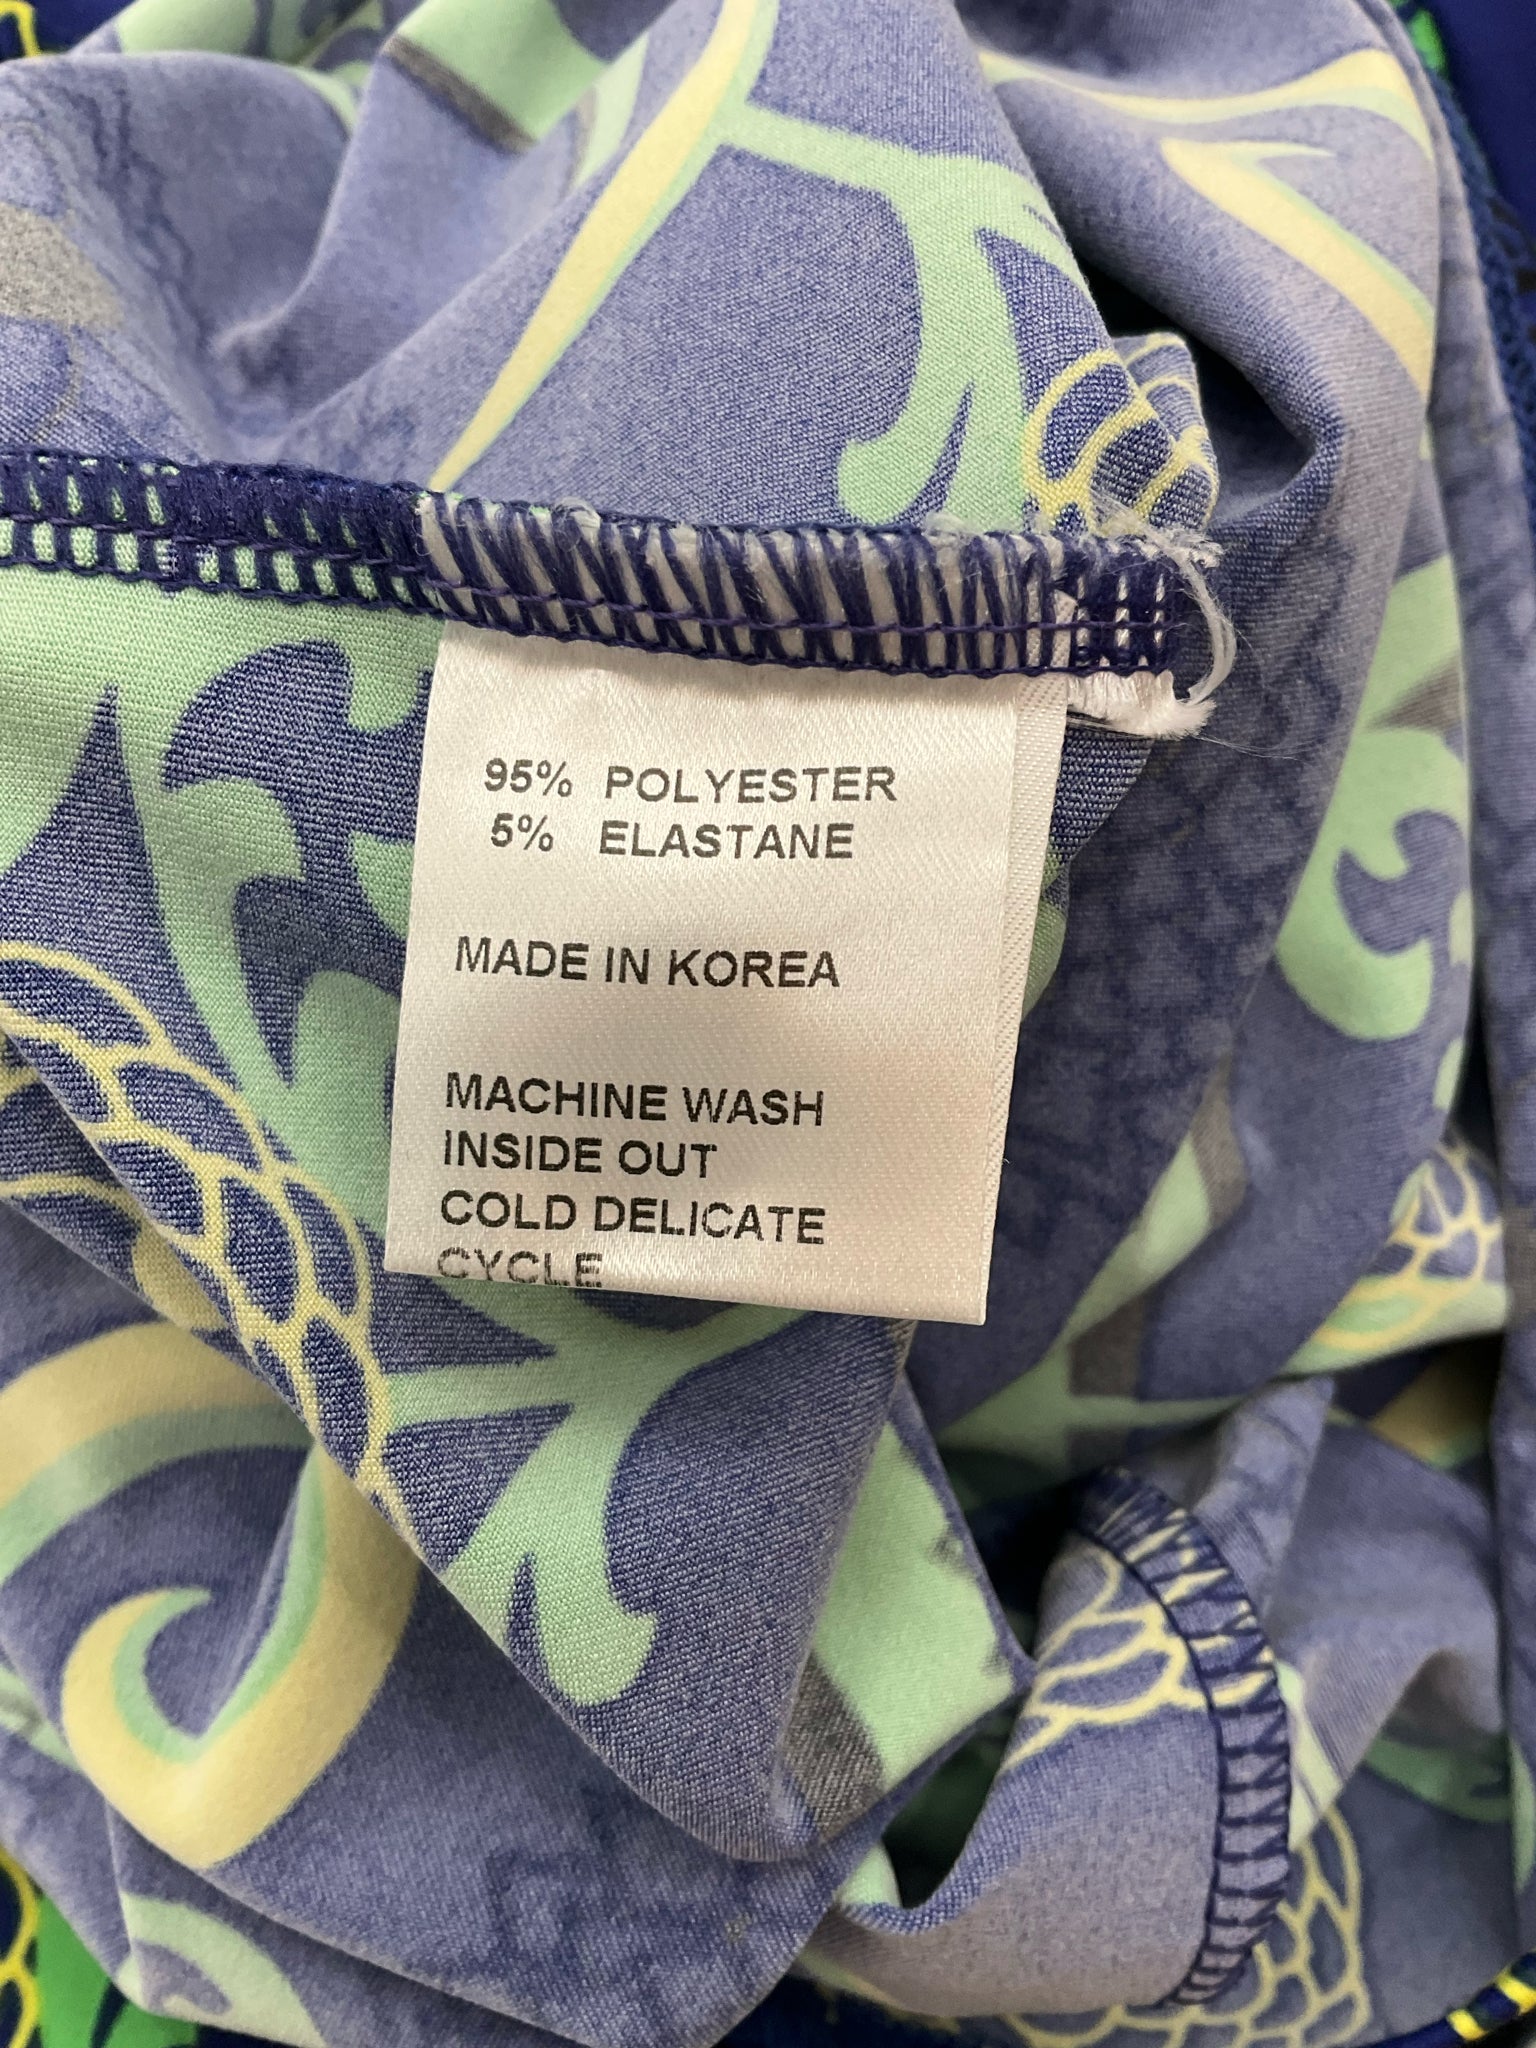 95% POLYESTER
5% ELASTANE
MADE IN KOREA
MACHINE WASH
INSIDE OUT
COLD DELICATE
CYCLE